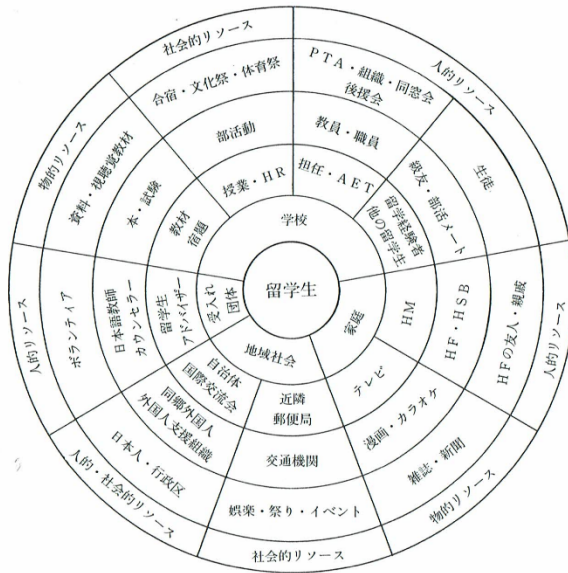 社会的リソース
人的リソース
合宿・文化祭・体育祭
PTA・組織・同窓会
後援会
物的リソース
資料・視聴覚教材
部活動
教員・職員
生徒
本・試験
授業・HR
担任・AET
級友・部活メート
教材
宿題
学校
留学経験者
他の留学生
人的リソース
ボランティア
日本語教師
カウンセラー
留学生
アドバイザー
受入れ
団体
留学生
家庭
HM
HF・HSB
HFの友人・親戚
人的リソース
地域社会
自治体
国際交流会
近隣
郵便局
テレビ
同郷外国人
外国人支援組織
交通機関
漫画・カラオケ
日本人・行政区
娯楽・祭り・イベント
雑誌・新聞
人的・社会的リソース
社会的リソース
物的リソース